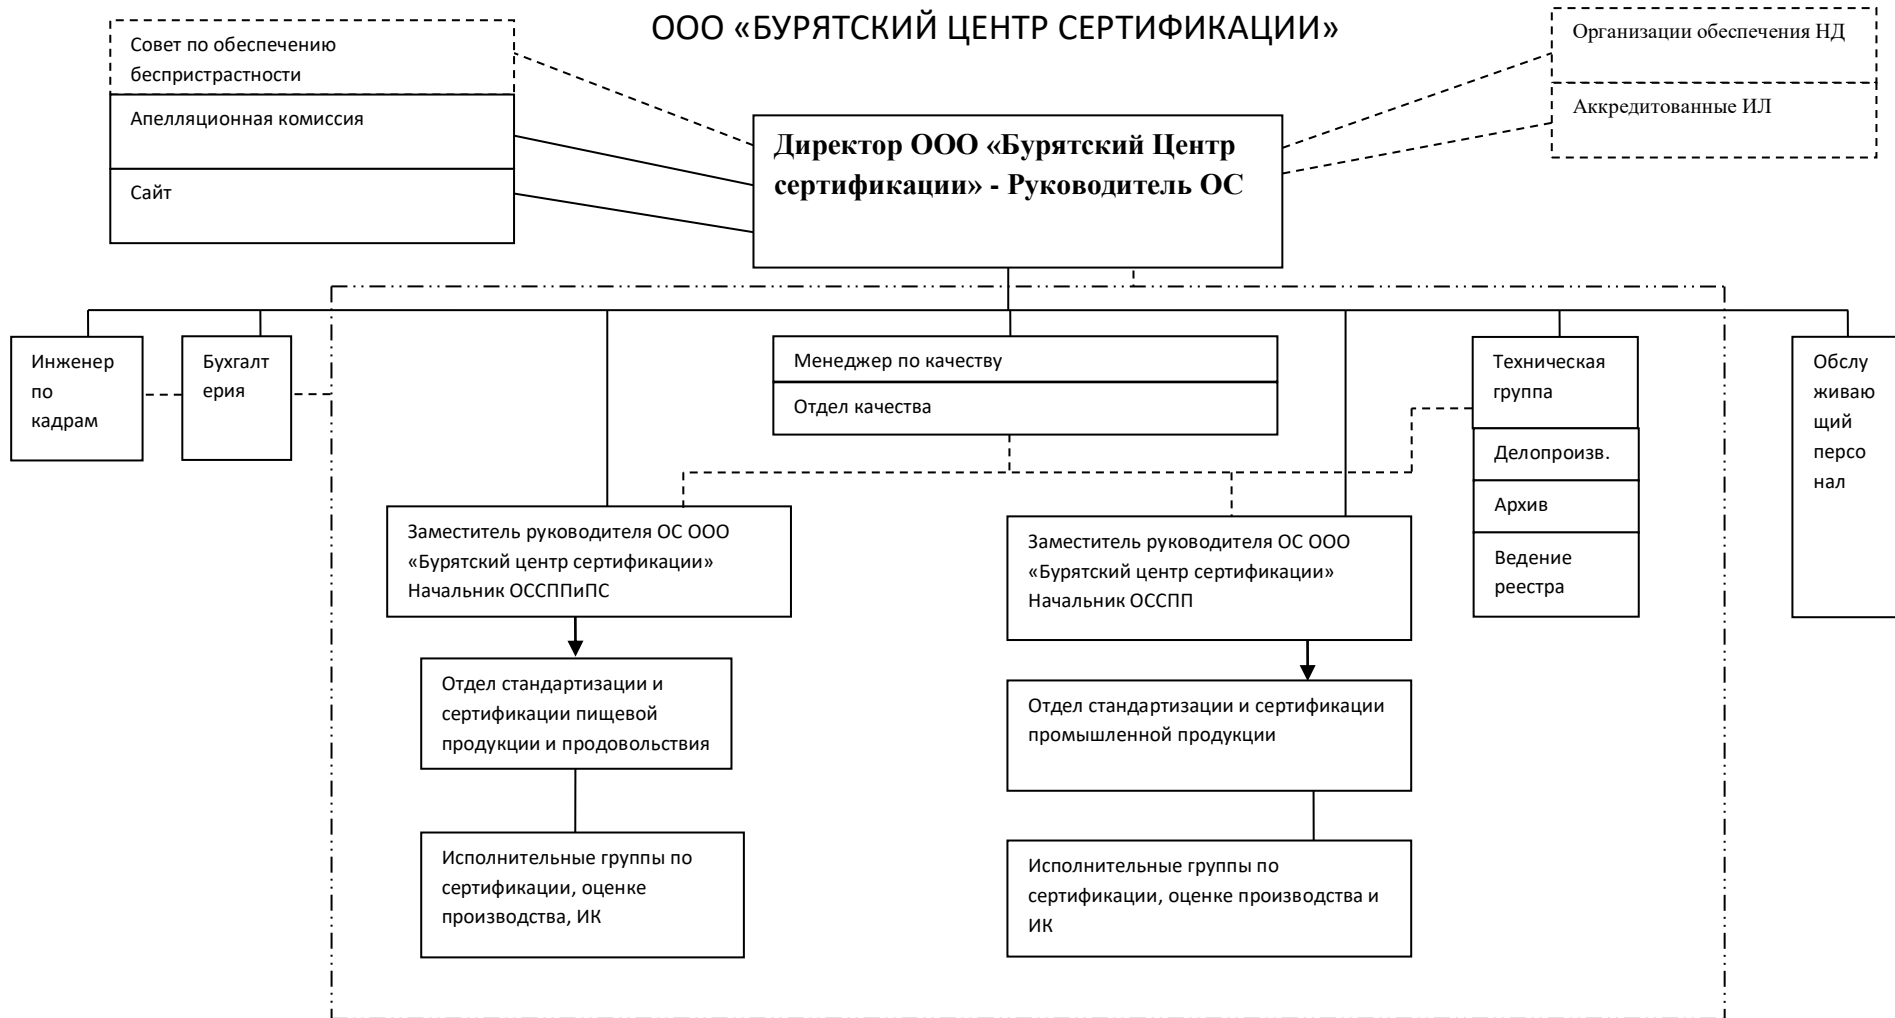 ООО «БУРЯТСКИЙ ЦЕНТР СЕРТИФИКАЦИИ»
Совет по обеспечению
беспристрастности
Апелляционная комиссия
Сайт
Организации обеспечения НД
Аккредитованные ИЛ
Директор ООО «Бурятский Центр
сертификации» - Руководитель ОС
Инженер
по
кадрам
Бухгалт
ерия
Менеджер по качеству
Отдел качества
Техническая
группа
Делопроизв.
Архив
Ведение
реестра
Обслу
живаю
щий
персо
нал
Заместитель руководителя ОС ООО
«Бурятский центр сертификации»
Начальник ОССППиПС
Заместитель руководителя ОС ООО
«Бурятский центр сертификации»
Начальник ОССПП
Отдел стандартизации и
сертификации пищевой
продукции и продовольствия
Отдел стандартизации и сертификации
промышленной продукции
Исполнительные группы по
сертификации, оценке
производства, ИК
Исполнительные группы по
сертификации, оценке производства и
ИК